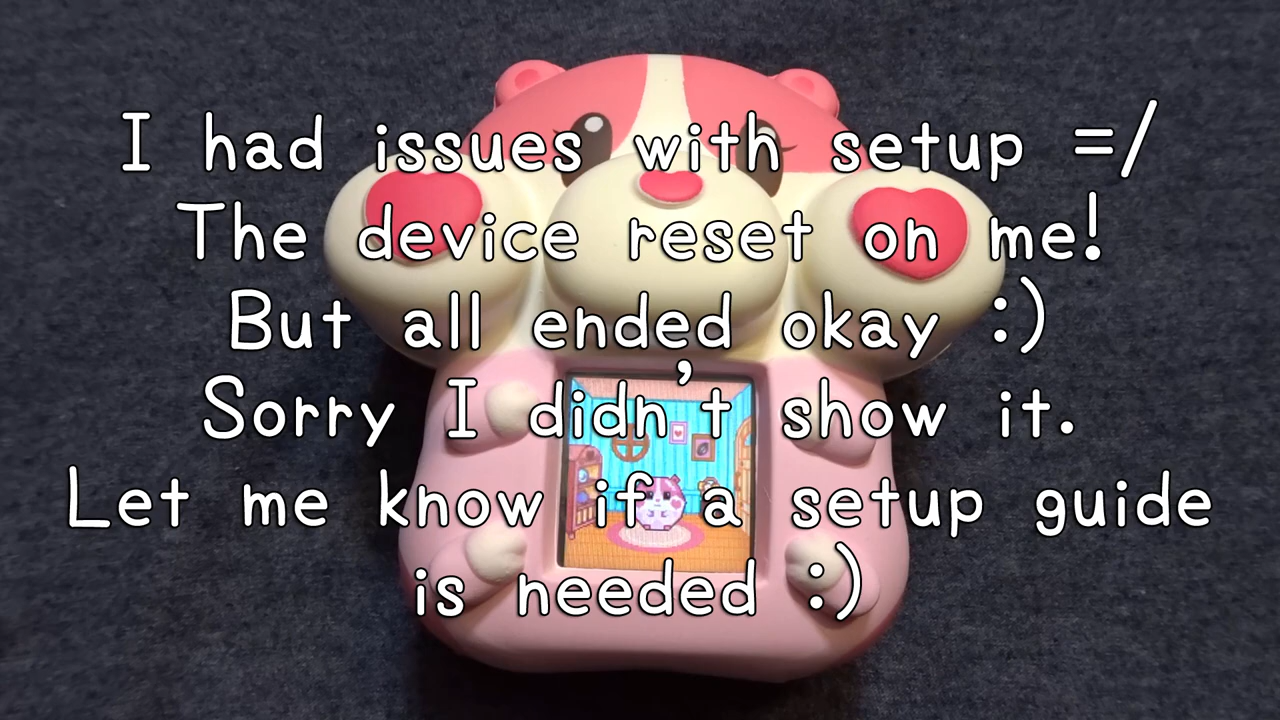 I had issues with setup =/
The device reset on me!
But all ended okay :)
Sorry I didn't show it.
Let me know if a setup guide
is needed :)